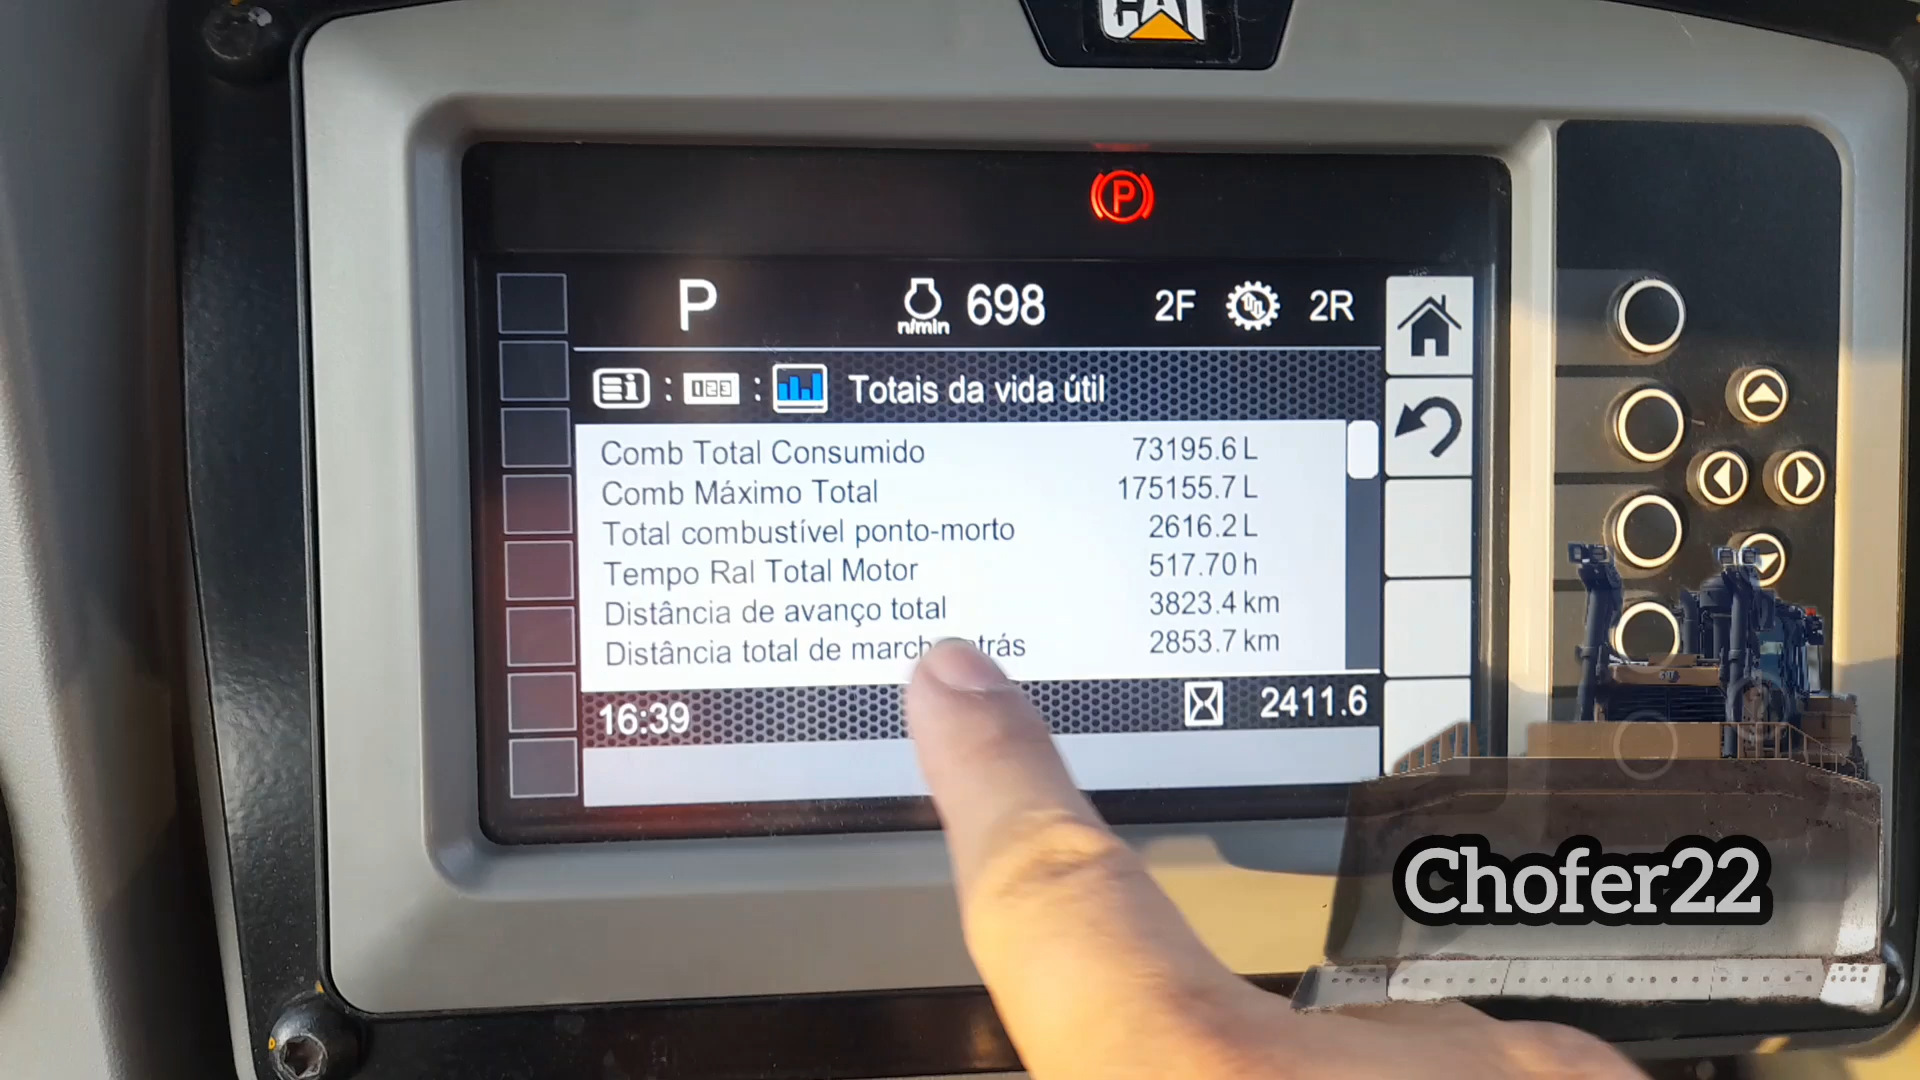 CAT
P
P
n/min 698 2F 2R
123 : Totais da vida útil
Comb Total Consumido 73195.6 L
Comb Máximo Total 175155.7 L
Total combustível ponto-morto 2616.2 L
Tempo Ral Total Motor 517.70 h
Distância de avanço total 3823.4 km
Distância total de 2853.7 km
16:39 2411.6
Chofer22